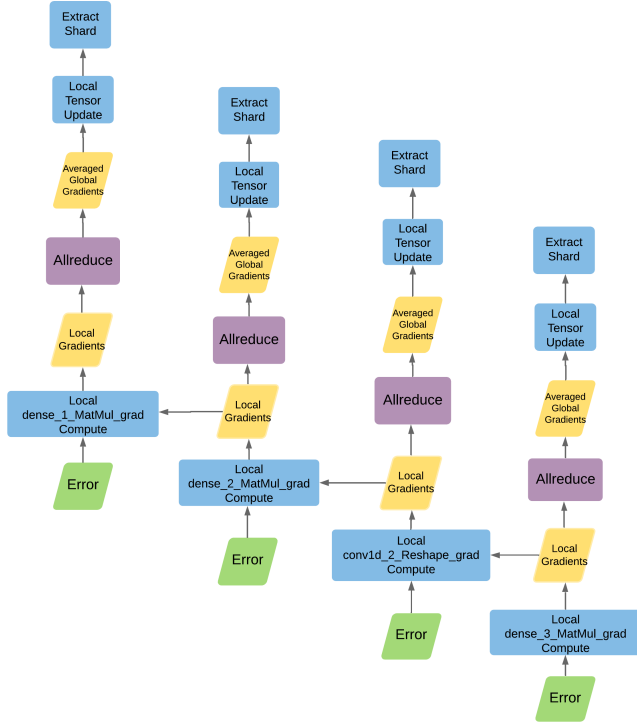 Extract
Shard
Local
Tensor
Update
Averaged
Global
Gradients
Allreduce
Local
Gradients
Local
dense_1_MatMul_grad
Compute
Error
Extract
Shard
Local
Tensor
Update
Averaged
Global
Gradients
Allreduce
Local
Gradients
Local
dense_2_MatMul_grad
Compute
Error
Extract
Shard
Local
Tensor
Update
Averaged
Global
Gradients
Allreduce
Local
Gradients
Local
conv1d_2_Reshape_grad
Compute
Error
Extract
Shard
Local
Tensor
Update
Averaged
Global
Gradients
Allreduce
Local
Gradients
Local
dense_3_MatMul_grad
Compute
Error